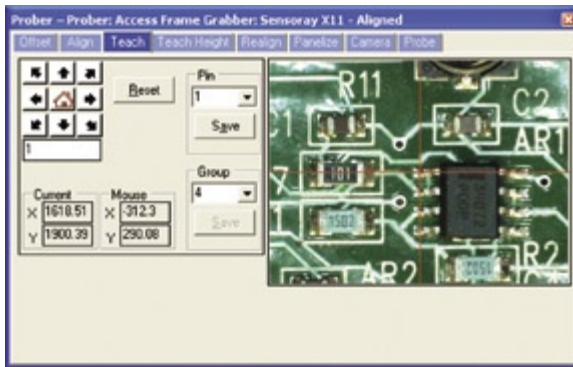 Prober – Prober: Access Frame Grabber: Sensoray X11 - Aligned
Offset Align Teach Teach Height Realign Panelize Camera Probe
Reset
Pin
1
Save
1
Group
4
Save
Current
X 1618.51
Y 1900.39
Mouse
X -312.3
Y 290.08
R11
C2
C1
AR1
101
1502
R2
AR2